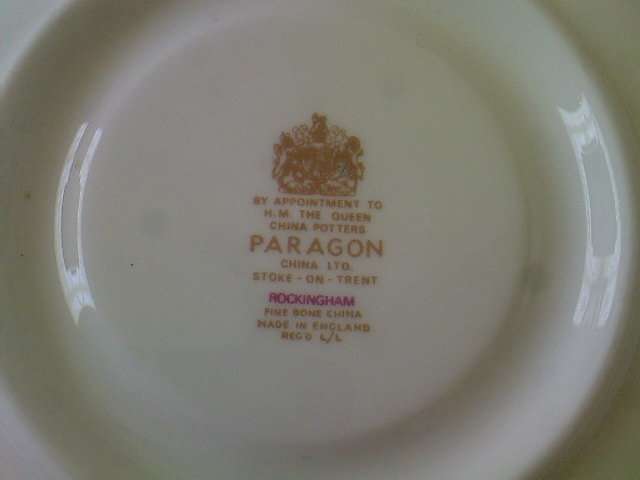 BY APPOINTMENT TO
H.M. THE QUEEN
CHINA POTTERS
PARAGON
CHINA LTD.
STOKE-ON-TRENT
ROCKINGHAM
FINE BONE CHINA
MADE IN ENGLAND
REG'D